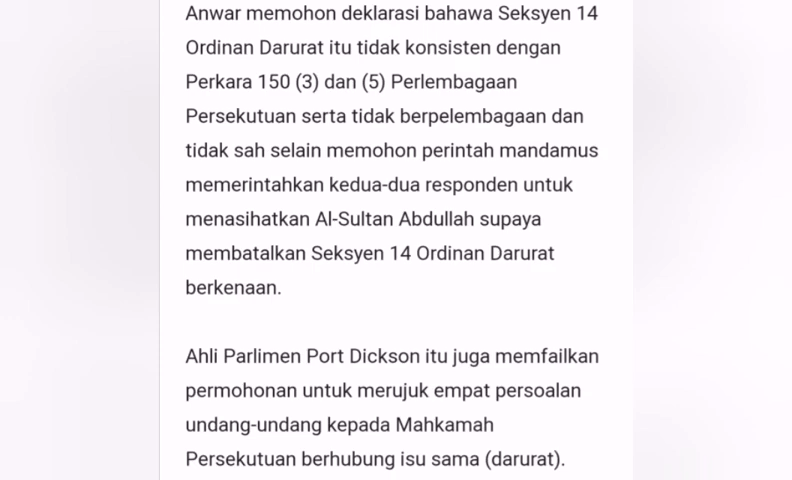 Anwar memohon deklarasi bahawa Seksyen 14
Ordinan Darurat itu tidak konsisten dengan
Perkara 150 (3) dan (5) Perlembagaan
Persekutuan serta tidak berpelembagaan dan
tidak sah selain memohon perintah mandamus
memerintahkan kedua-dua responden untuk
menasihatkan Al-Sultan Abdullah supaya
membatalkan Seksyen 14 Ordinan Darurat
berkenaan.
Ahli Parlimen Port Dickson itu juga memfailkan
permohonan untuk merujuk empat persoalan
undang-undang kepada Mahkamah
Persekutuan berhubung isu sama (darurat).